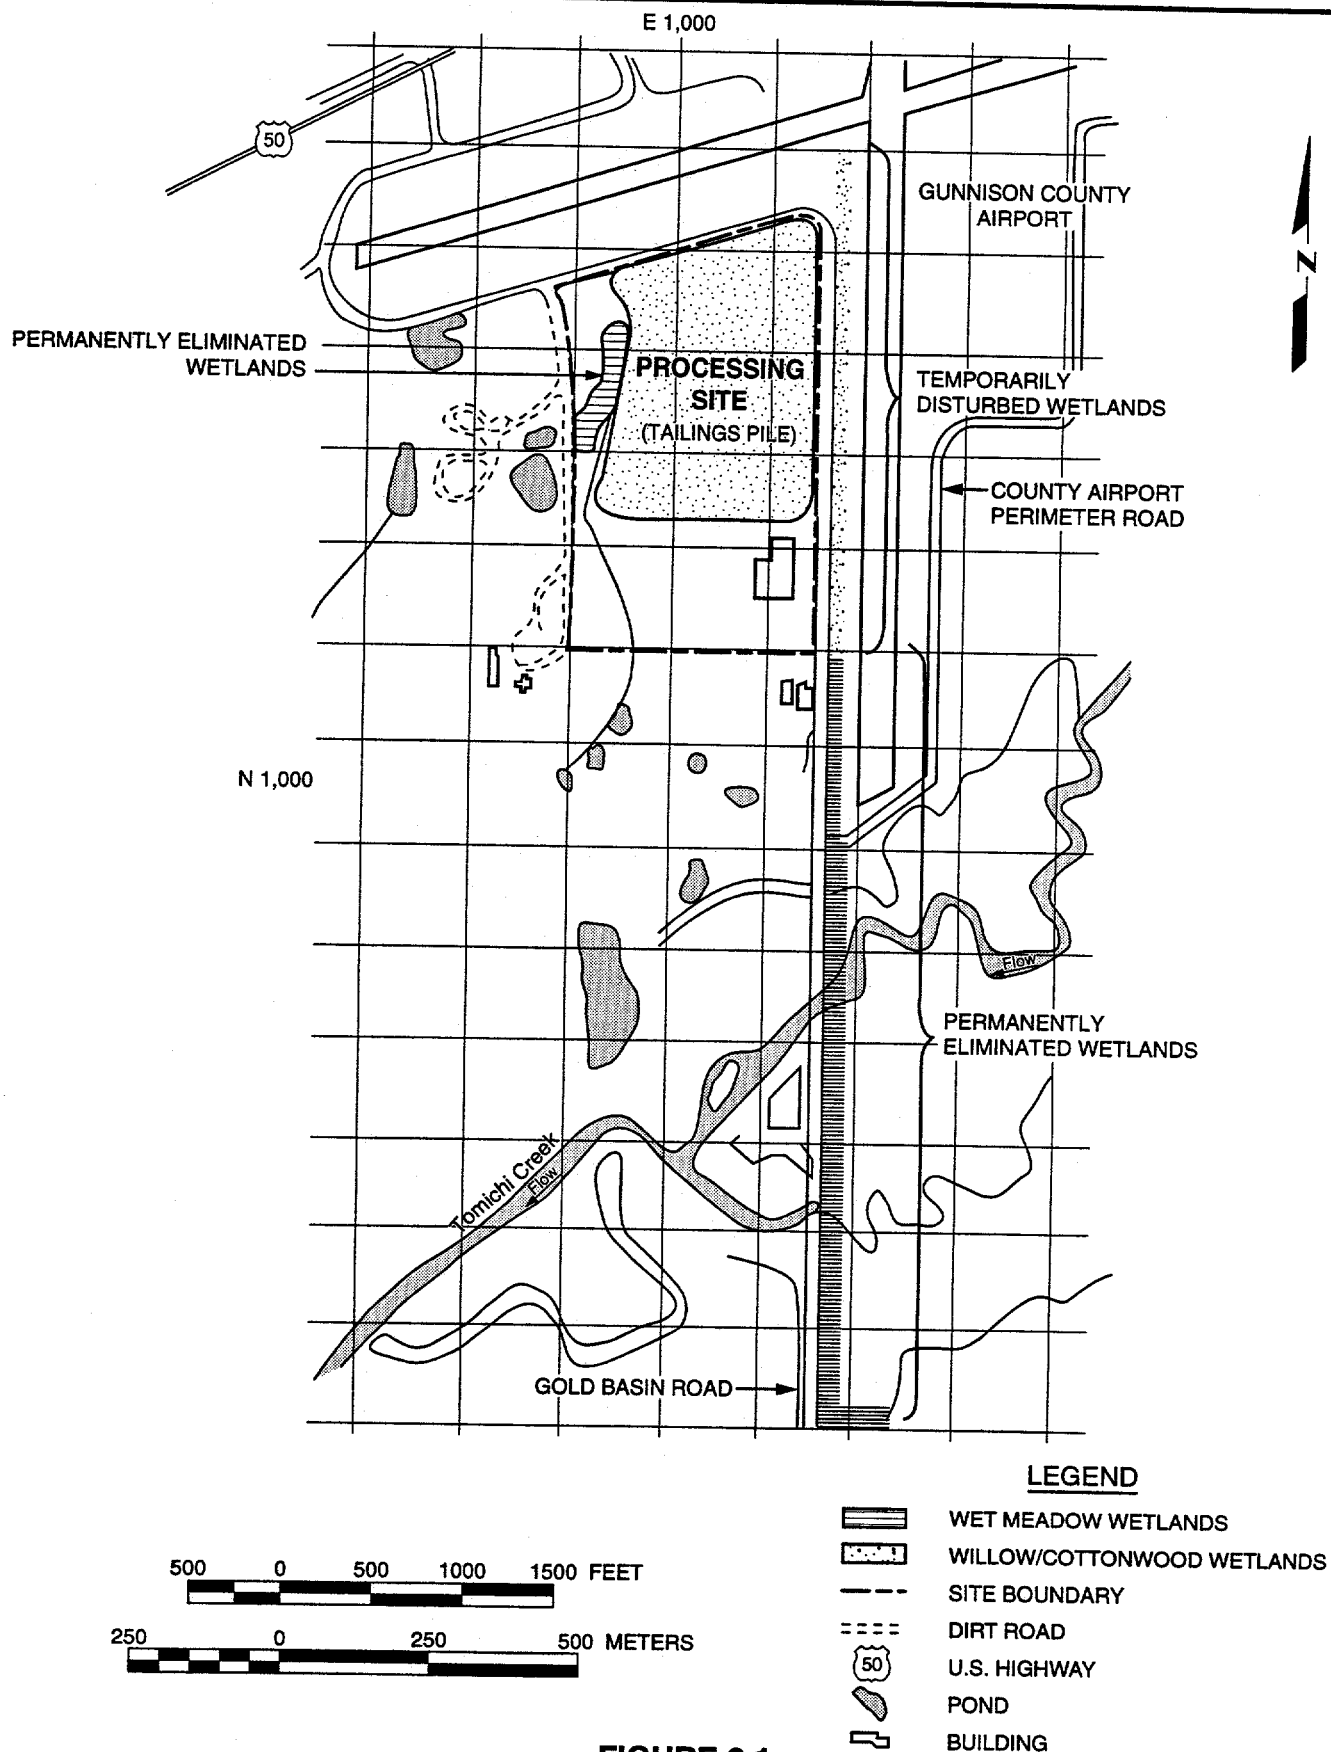 E 1,000
50
GUNNISON COUNTY
AIRPORT
N
PERMANENTLY ELIMINATED
WETLANDS
PROCESSING
SITE
(TAILINGS PILE)
TEMPORARILY
DISTURBED WETLANDS
COUNTY AIRPORT
PERIMETER ROAD
N 1,000
Flow
PERMANENTLY
ELIMINATED WETLANDS
Tomichi Creek
Flow
GOLD BASIN ROAD
LEGEND
WET MEADOW WETLANDS
WILLOW/COTTONWOOD WETLANDS
SITE BOUNDARY
DIRT ROAD
50 U.S. HIGHWAY
POND
BUILDING
500 0 500 1000 1500 FEET
250 0 250 500 METERS